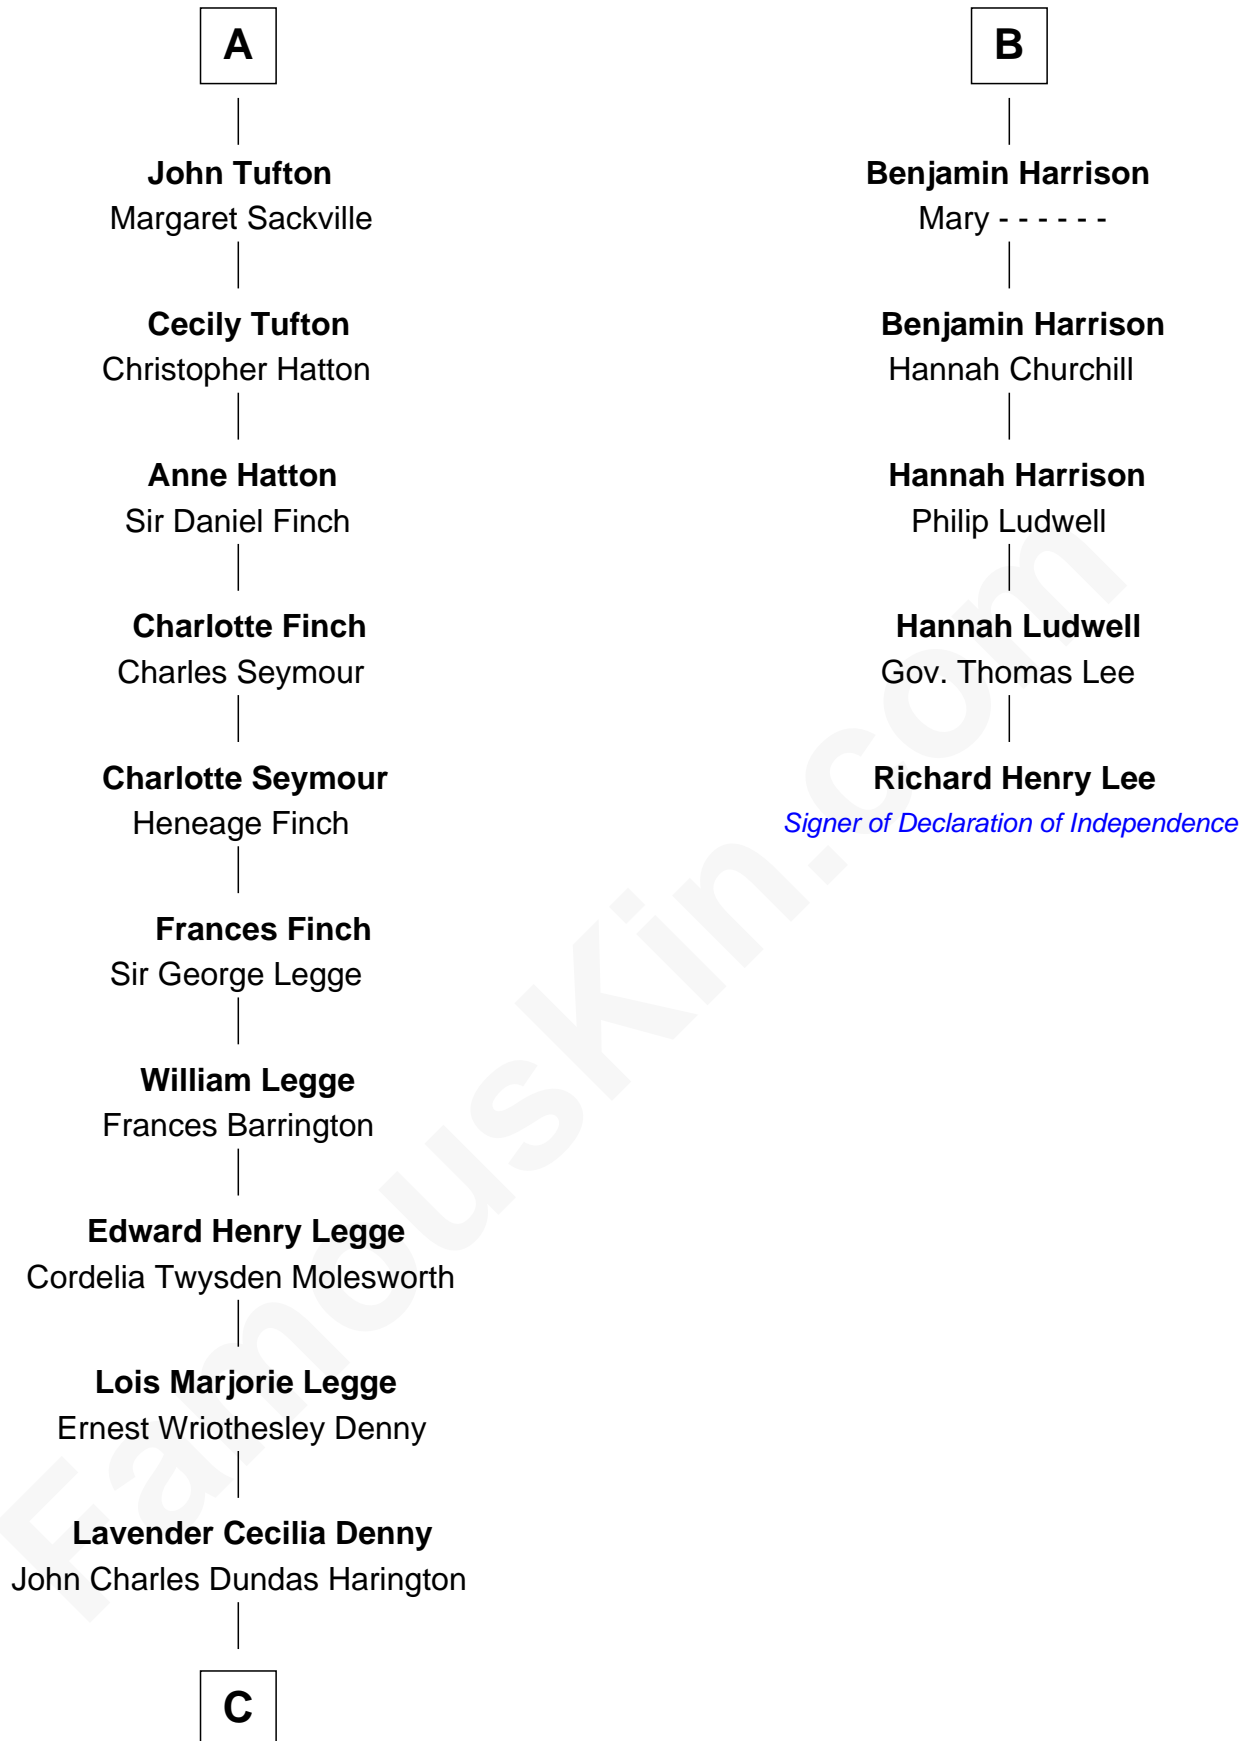 A
John Tufton
Margaret Sackville
Cecily Tufton
Christopher Hatton
Anne Hatton
Sir Daniel Finch
Charlotte Finch
Charles Seymour
Charlotte Seymour
Heneage Finch
Frances Finch
Sir George Legge
William Legge
Frances Barrington
Edward Henry Legge
Cordelia Twysden Molesworth
Lois Marjorie Legge
Ernest Wriothesley Denny
Lavender Cecilia Denny
John Charles Dundas Harington
C
B
Benjamin Harrison
Mary - - - - - -
Benjamin Harrison
Hannah Churchill
Hannah Harrison
Philip Ludwell
Hannah Ludwell
Gov. Thomas Lee
Richard Henry Lee
Signer of Declaration of Independence
FamousKin.com